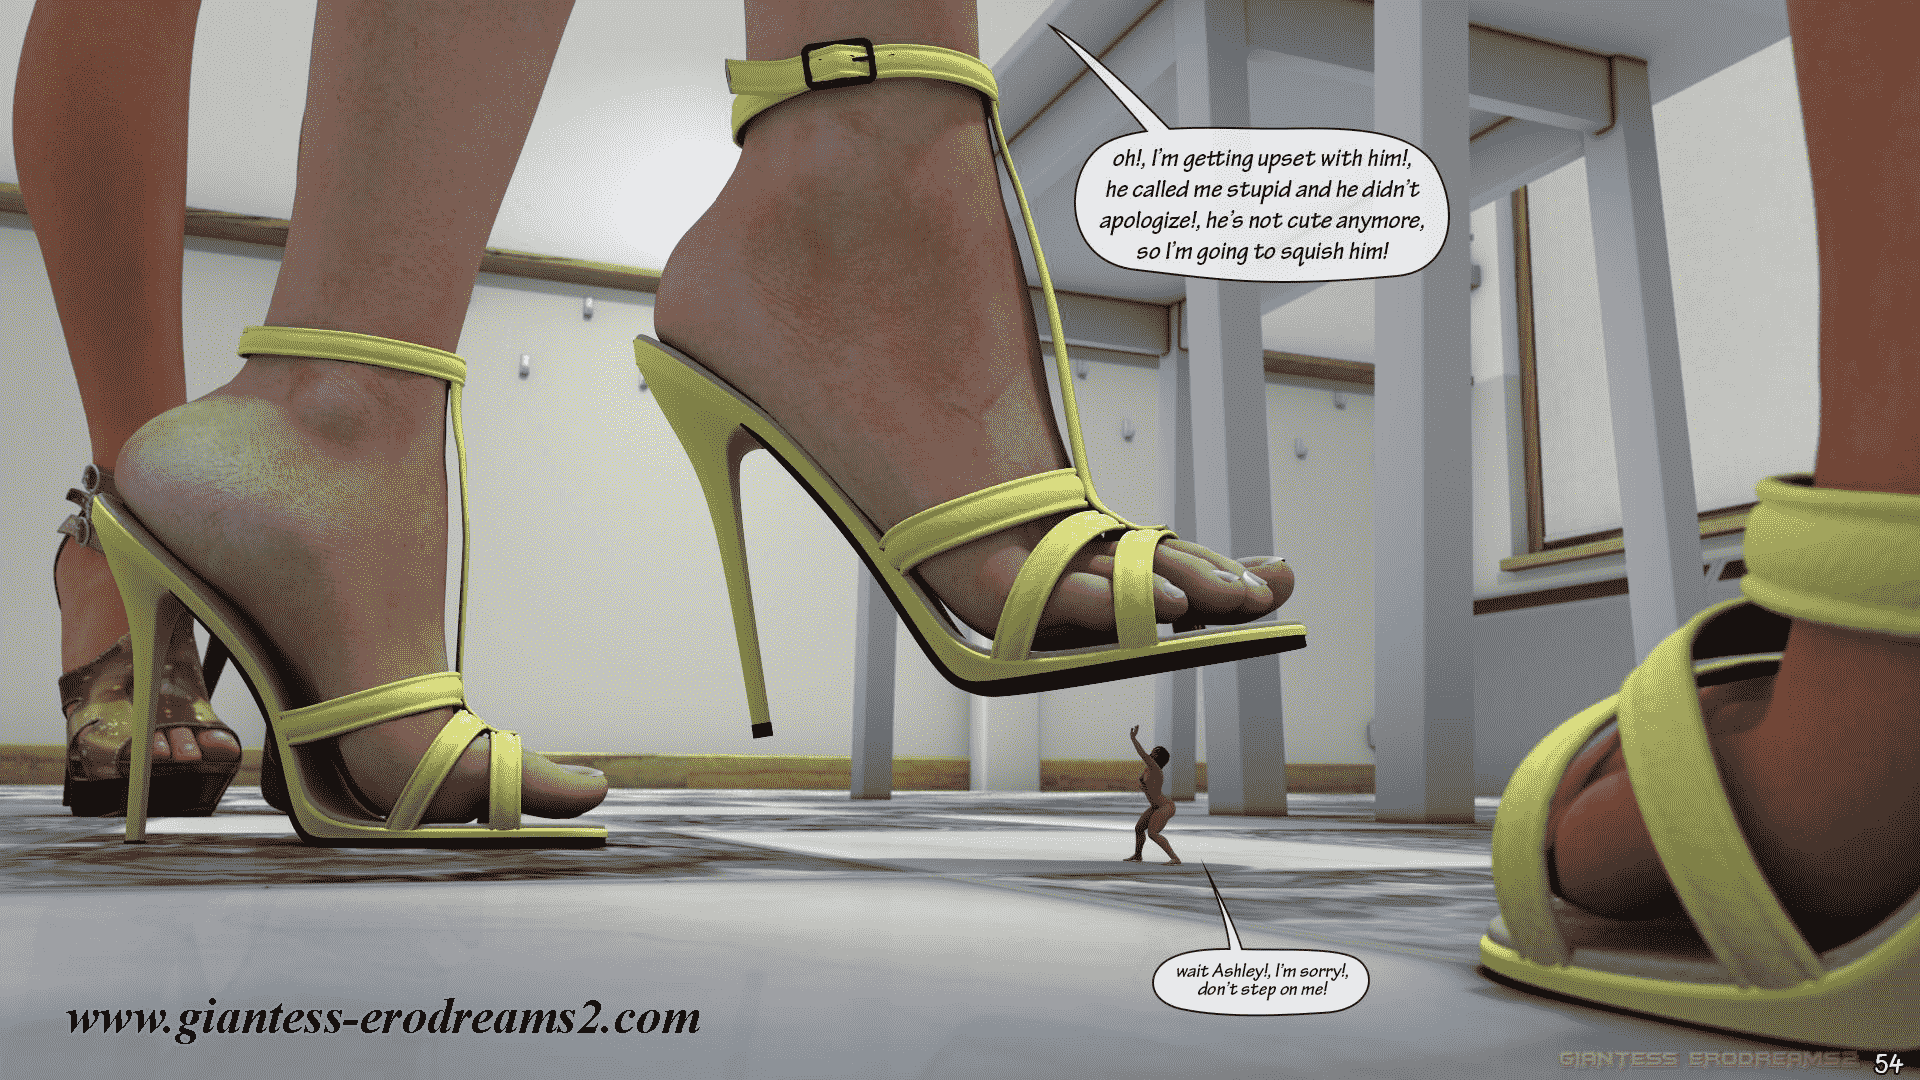 oh!, I'm getting upset with him!,
he called me stupid and he didn't
apologize!, he's not cute anymore,
so I'm going to squish him!
wait Ashley!, I'm sorry!,
don't step on me!
www.giantess-erodreams2.com
GIANTESS ERODREAMS2
54